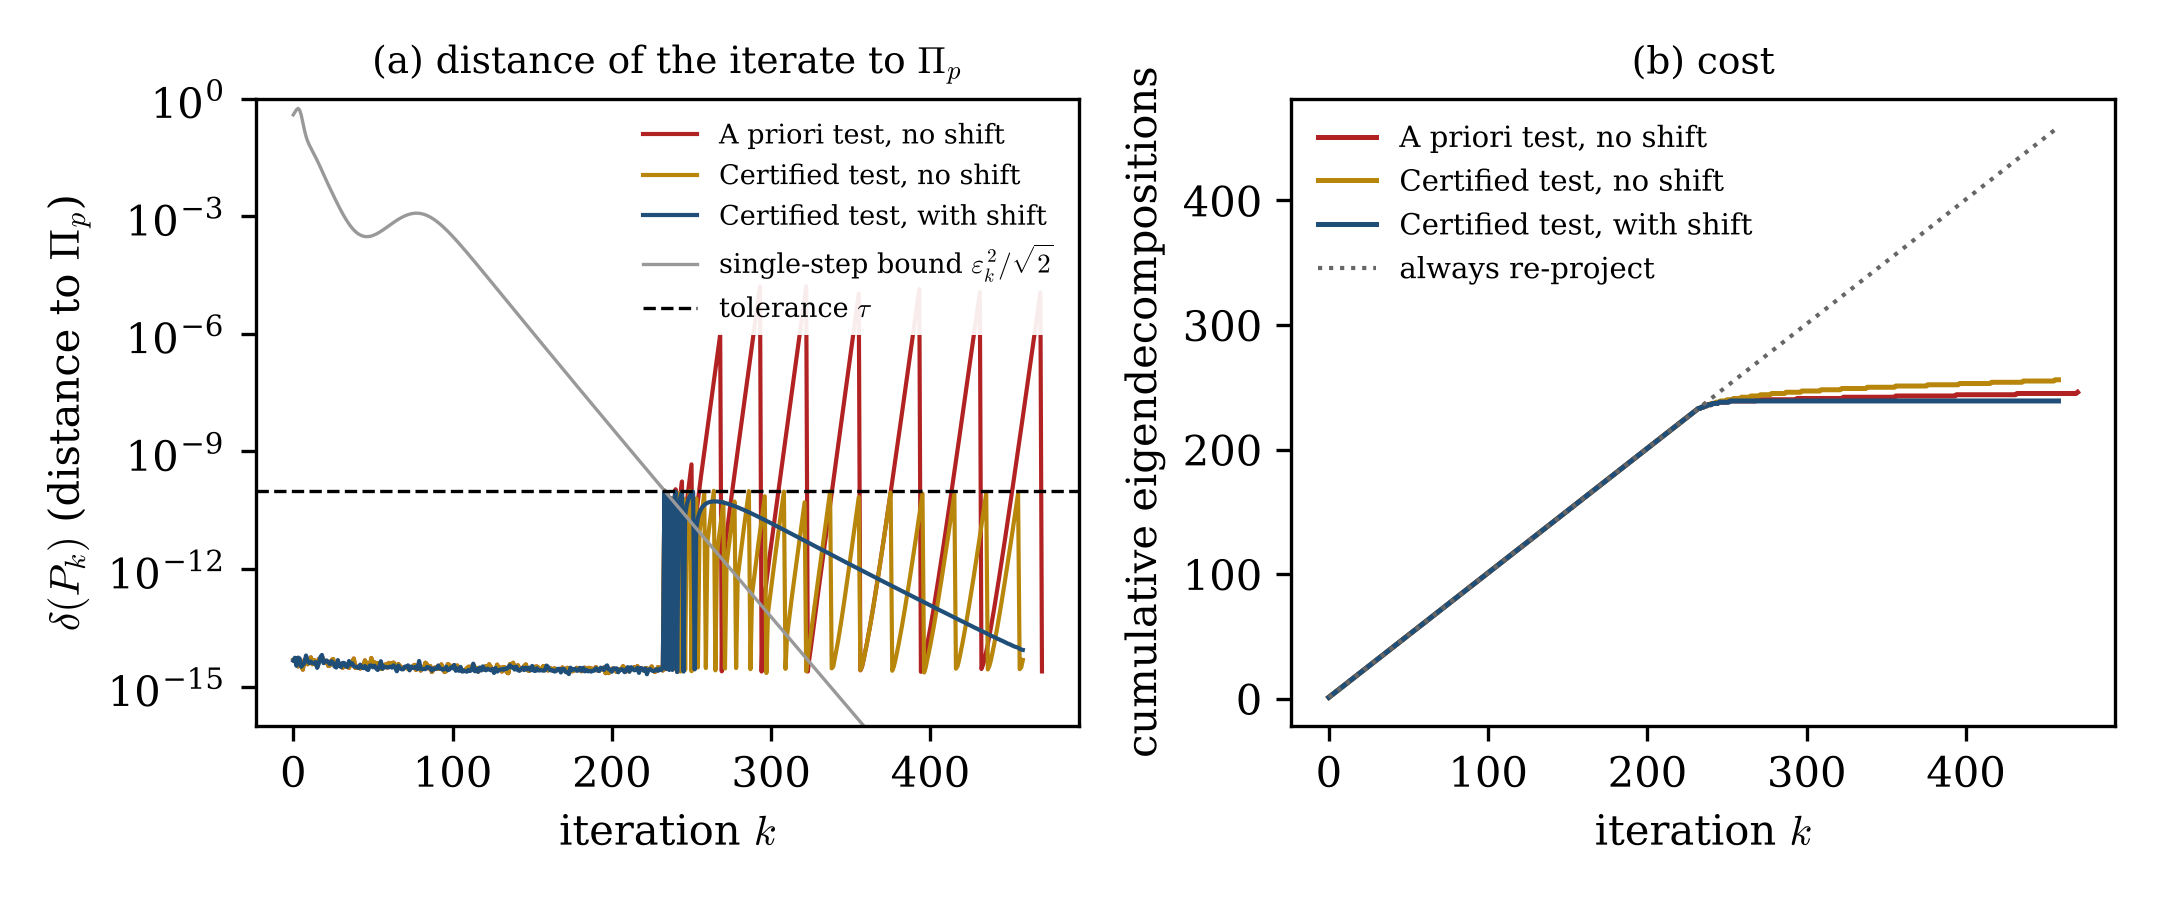 (a) distance of the iterate to Π_p
δ(P_k) (distance to Π_p)
10^0
10^−3
10^−6
10^−9
10^−12
10^−15
A priori test, no shift
Certified test, no shift
Certified test, with shift
single-step bound ε_k^2/√2
tolerance τ
0 100 200 300 400
iteration k
(b) cost
cumulative eigendecompositions
400
300
200
100
0
A priori test, no shift
Certified test, no shift
Certified test, with shift
always re-project
0 100 200 300 400
iteration k